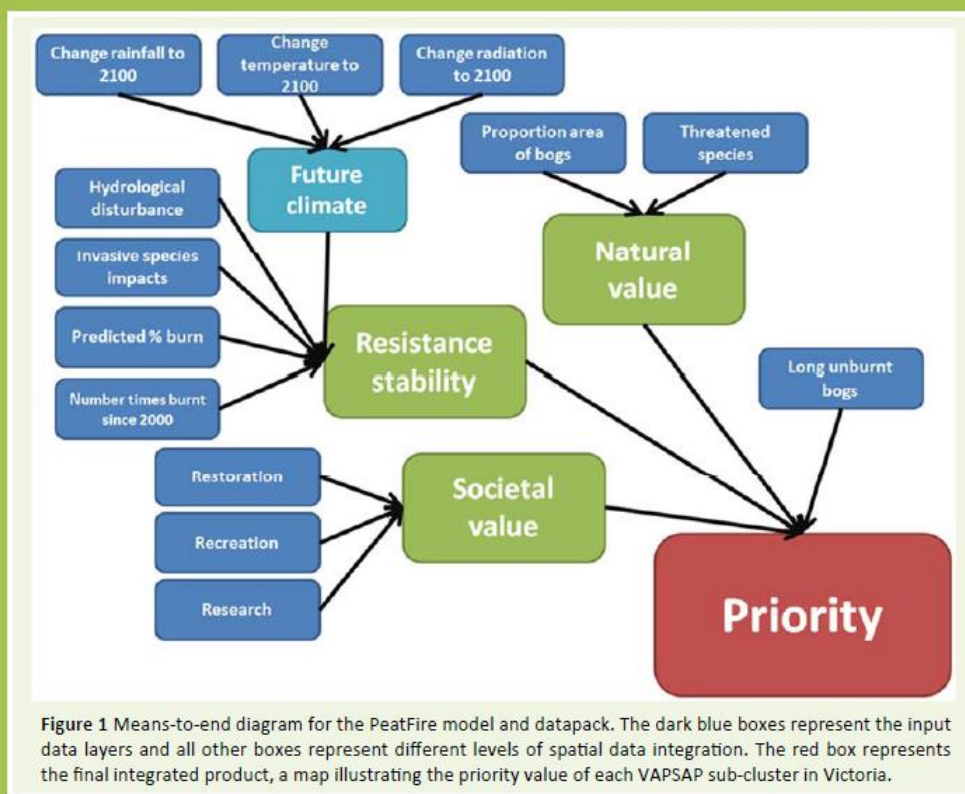 Change rainfall to
2100
Change
temperature to
2100
Change radiation
to 2100
Proportion area
of bogs
Threatened
species
Hydrological
disturbance
Future
climate
Invasive species
impacts
Natural
value
Predicted % burn
Resistance
stability
Number times burnt
since 2000
Long unburnt
bogs
Restoration
Societal
value
Recreation
Research
Priority
Figure 1 Means-to-end diagram for the PeatFire model and datapack. The dark blue boxes represent the input
data layers and all other boxes represent different levels of spatial data integration. The red box represents
the final integrated product, a map illustrating the priority value of each VAPSAP sub-cluster in Victoria.